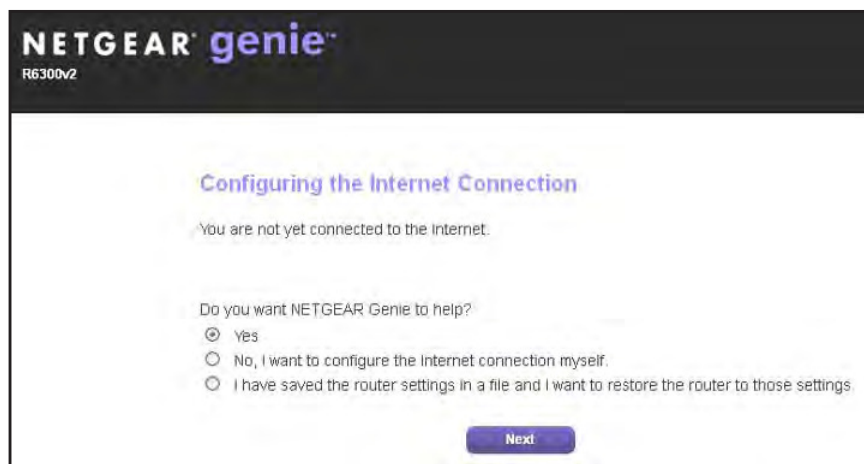 NETGEAR® genie™
R6300v2
Configuring the Internet Connection
You are not yet connected to the Internet.
Do you want NETGEAR Genie to help?
Yes
No, I want to configure the Internet connection myself.
I have saved the router settings in a file and I want to restore the router to those settings
Next